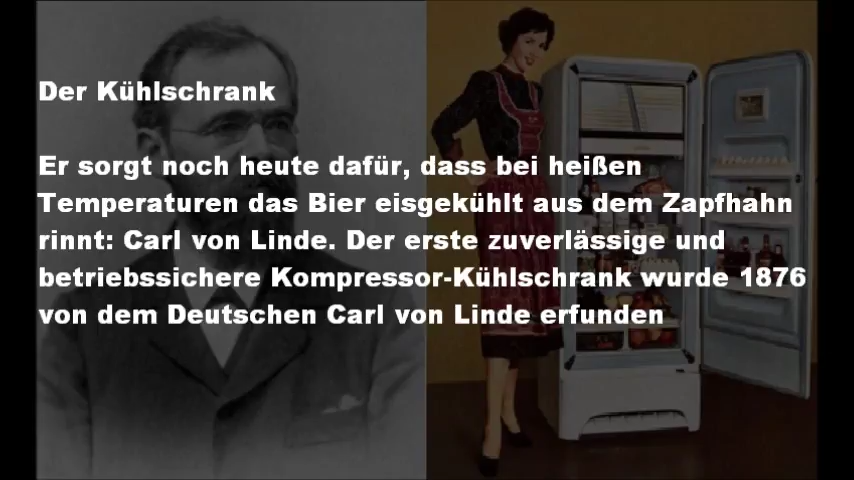 Der Kühlschrank
Er sorgt noch heute dafür, dass bei heißen
Temperaturen das Bier eisgekühlt aus dem Zapfhahn
rinnt: Carl von Linde. Der erste zuverlässige und
betriebssichere Kompressor-Kühlschrank wurde 1876
von dem Deutschen Carl von Linde erfunden